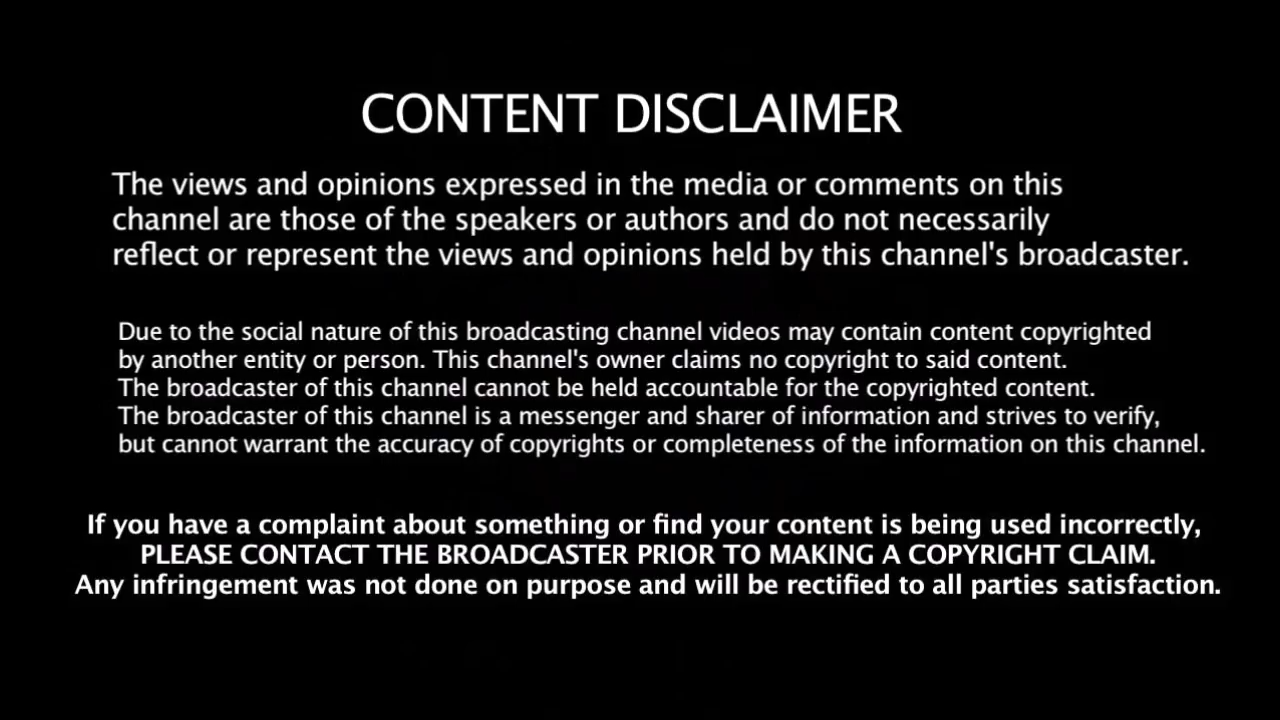 CONTENT DISCLAIMER
The views and opinions expressed in the media or comments on this
channel are those of the speakers or authors and do not necessarily
reflect or represent the views and opinions held by this channel's broadcaster.
Due to the social nature of this broadcasting channel videos may contain content copyrighted
by another entity or person. This channel's owner claims no copyright to said content.
The broadcaster of this channel cannot be held accountable for the copyrighted content.
The broadcaster of this channel is a messenger and sharer of information and strives to verify,
but cannot warrant the accuracy of copyrights or completeness of the information on this channel.
If you have a complaint about something or find your content is being used incorrectly,
PLEASE CONTACT THE BROADCASTER PRIOR TO MAKING A COPYRIGHT CLAIM.
Any infringement was not done on purpose and will be rectified to all parties satisfaction.